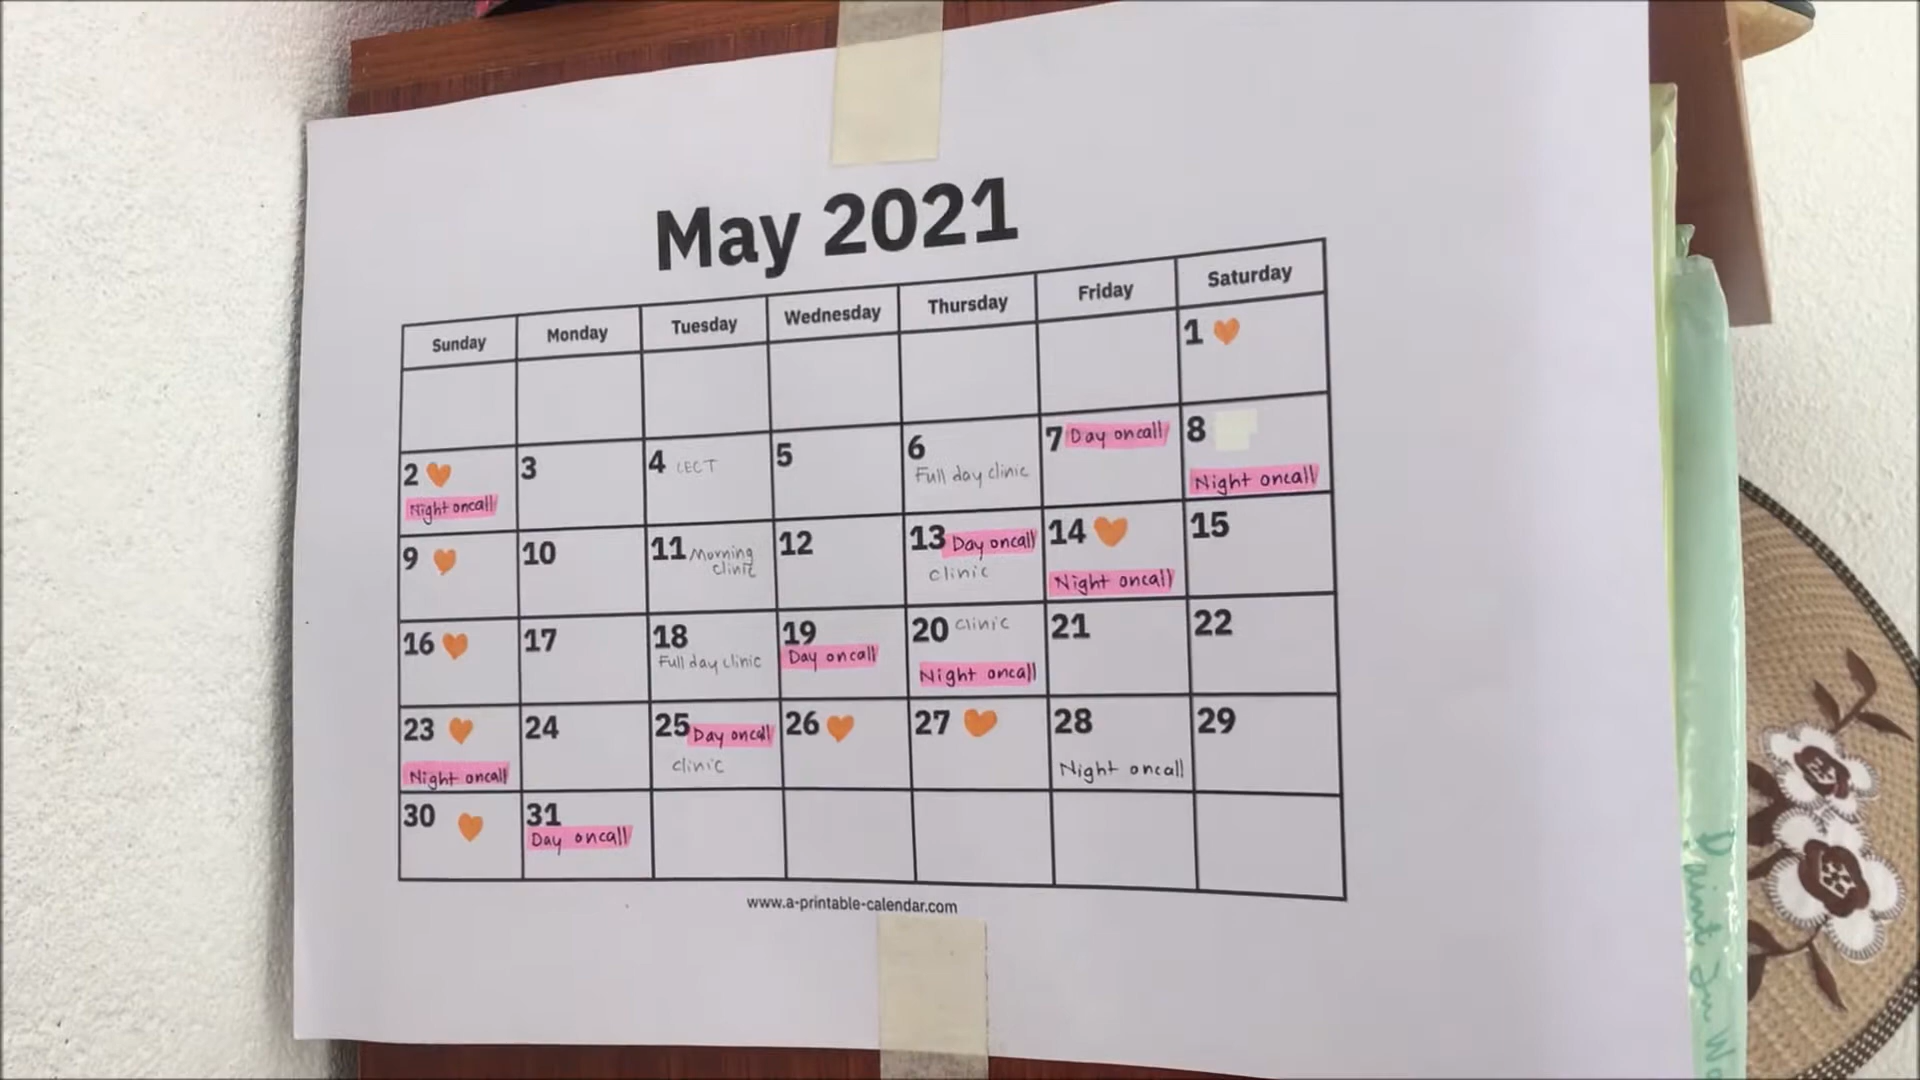 May 2021
Sunday Monday Tuesday Wednesday Thursday Friday Saturday
1
2 3 4 ECT 5 6 7 Day oncall 8
Night oncall Full day clinic Night oncall
9 10 11 Morning 12 13 Day oncall 14 15
clinic clinic Night oncall
16 17 18 19 20 clinic 21 22
Full day clinic Day oncall Night oncall
23 24 25 Day oncall 26 27 28 29
Night oncall clinic Night oncall
30 31
Day oncall
www.a-printable-calendar.com
Paint